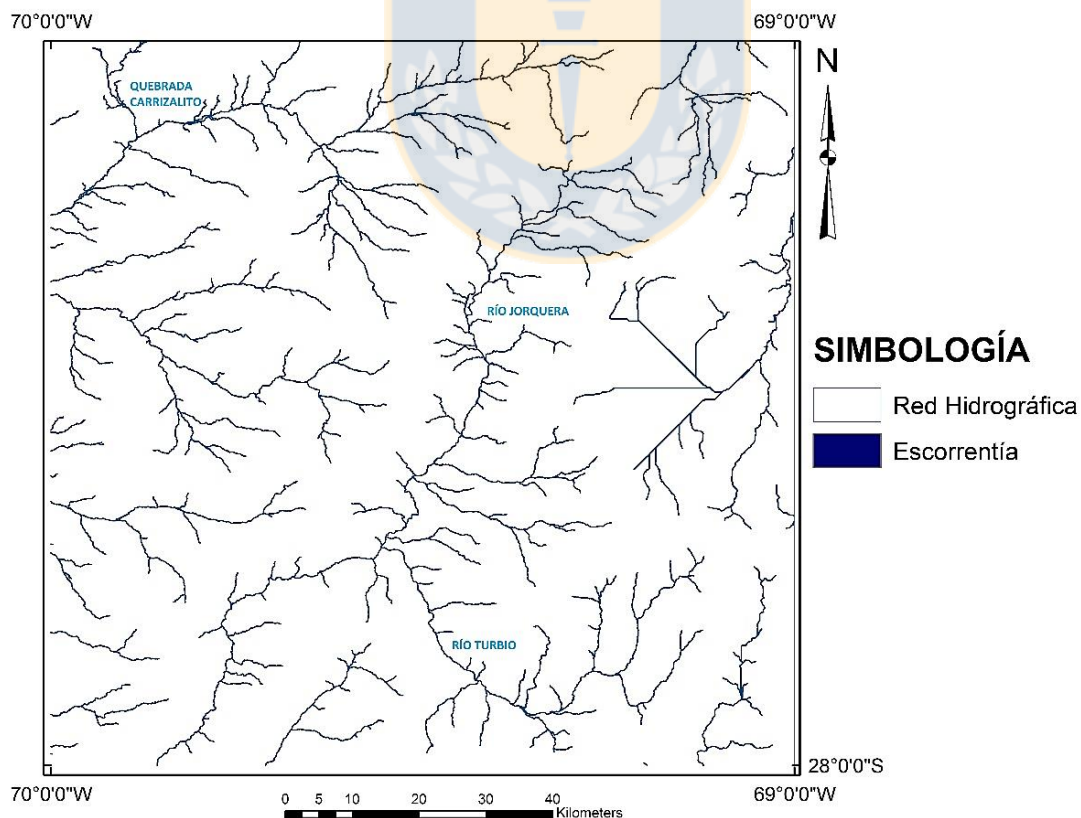 70°0'0"W
69°0'0"W
N
QUEBRADA
CARRIZALITO
RÍO JORQUERA
SIMBOLOGÍA
Red Hidrográfica
Escorrentía
RÍO TURBIO
28°0'0"S
70°0'0"W
69°0'0"W
0 5 10 20 30 40
Kilometers